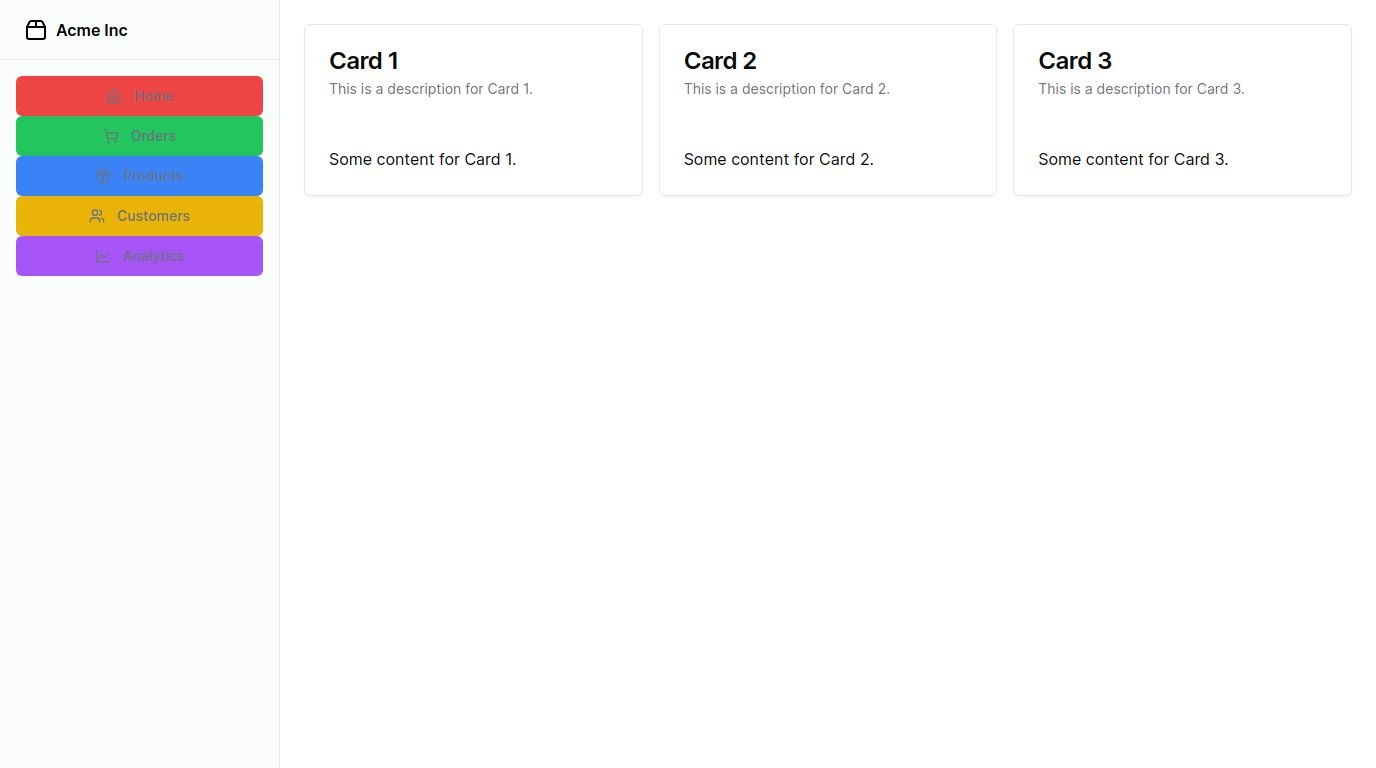 Acme Inc
Home
Orders
Products
Customers
Analytics
Card 1
This is a description for Card 1.
Some content for Card 1.
Card 2
This is a description for Card 2.
Some content for Card 2.
Card 3
This is a description for Card 3.
Some content for Card 3.